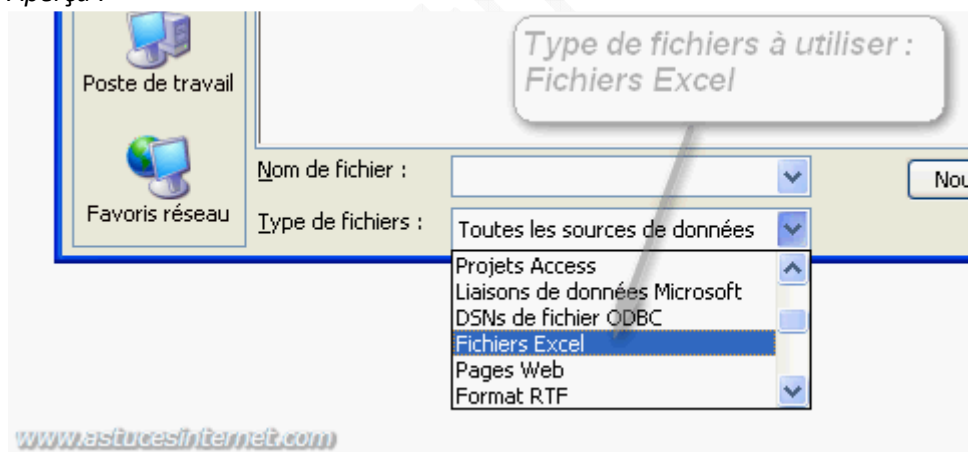 Aperçu :
Type de fichiers à utiliser :
Fichiers Excel
Poste de travail
Favoris réseau
Nom de fichier :
Nou
Type de fichiers :
Toutes les sources de données
Projets Access
Liaisons de données Microsoft
DSNs de fichier ODBC
Fichiers Excel
Pages Web
Format RTF
www.astucesinternet.com